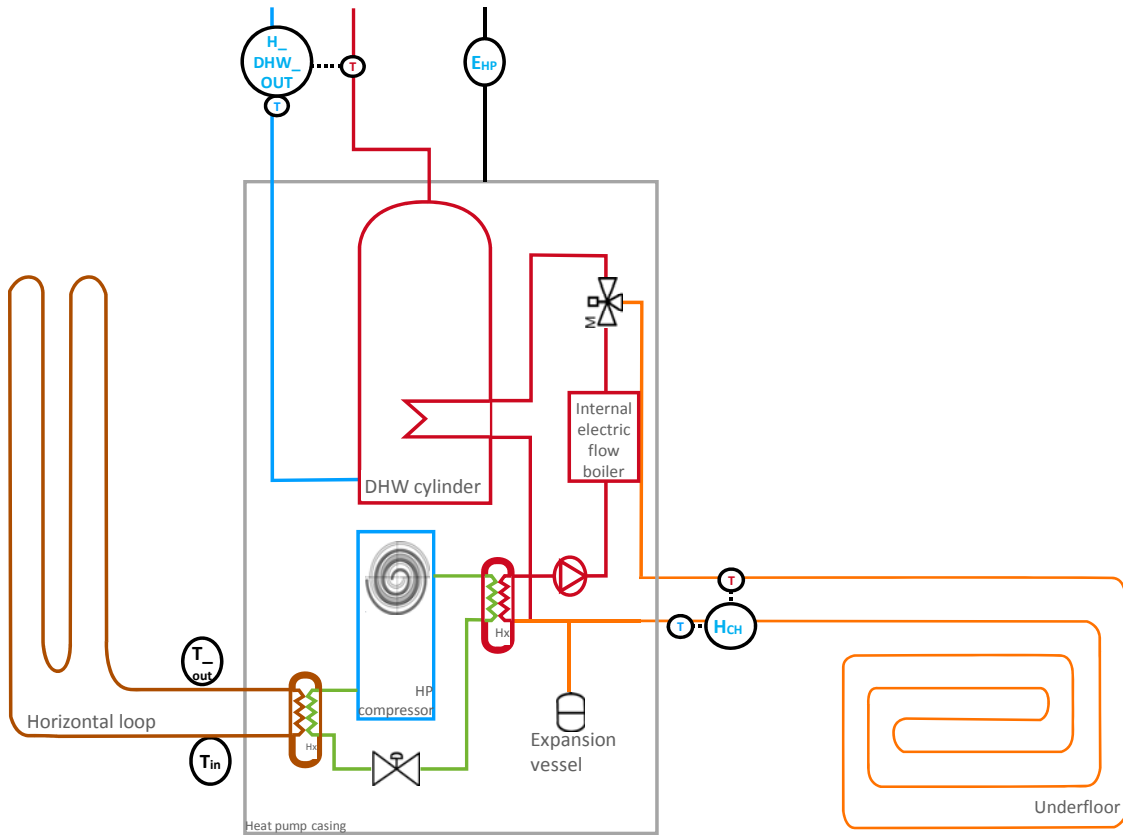 H_
DHW_
OUT
T
T
EHP
M
Internal
electric
flow
boiler
DHW cylinder
T
T
HCH
Hx
T_
out
HP
compressor
Horizontal loop
Hx
Tin
Expansion
vessel
Underfloor
Heat pump casing